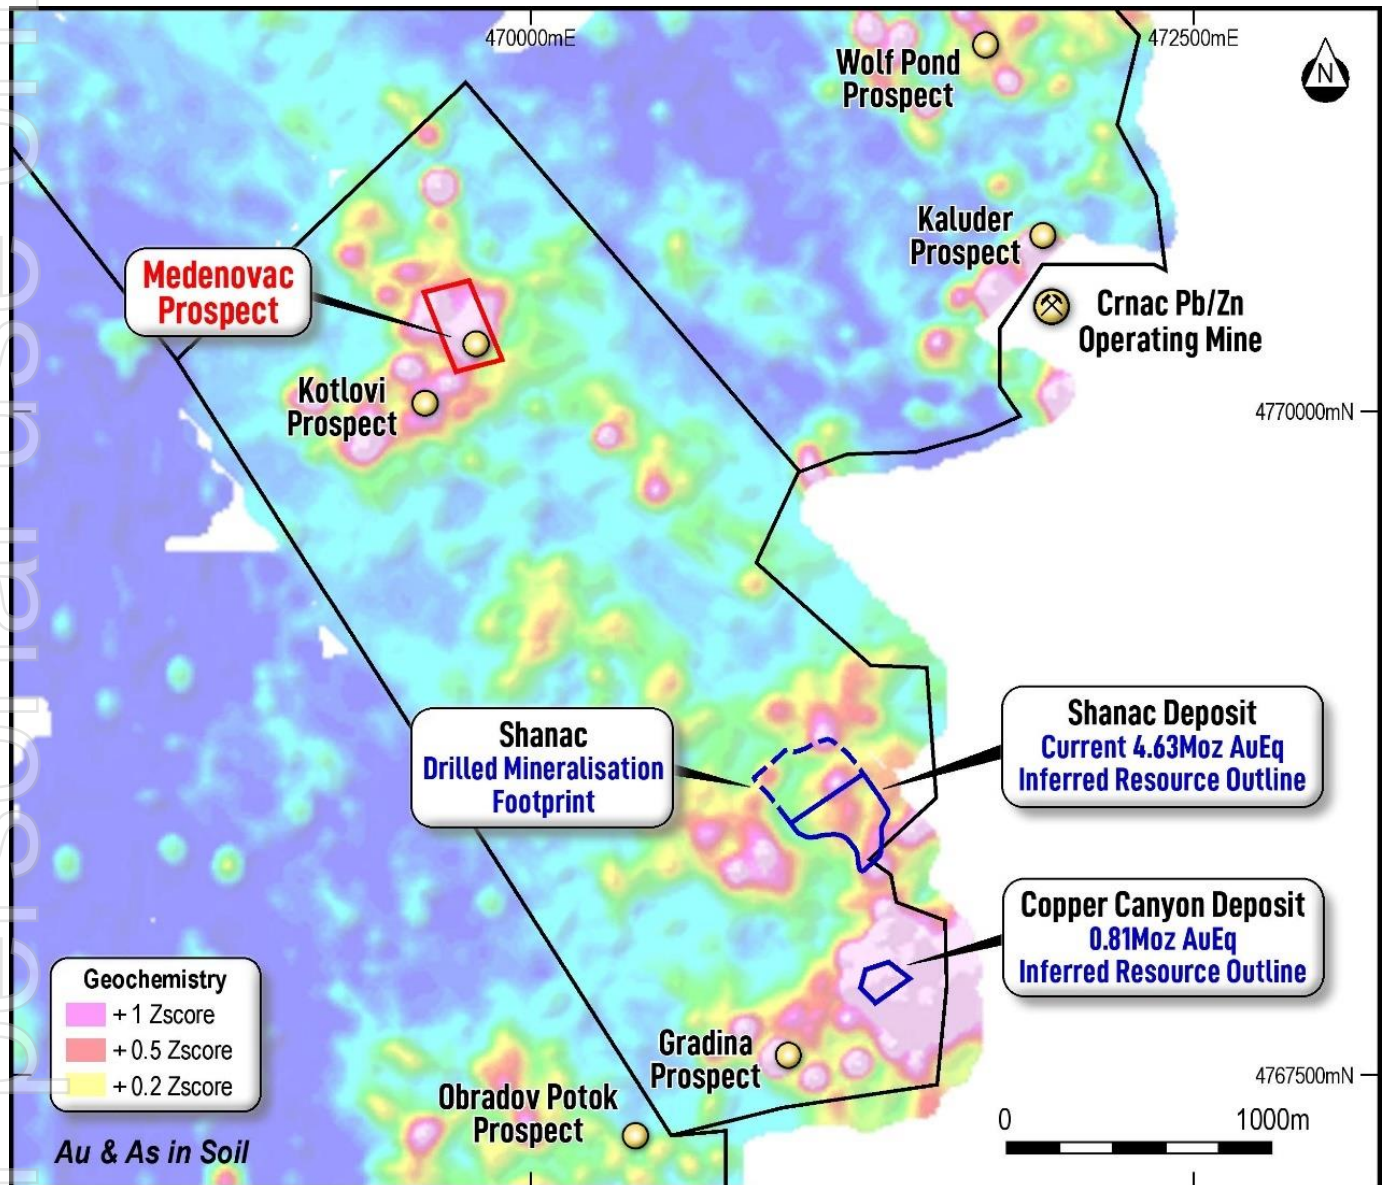 470000mE
472500mE
N
Wolf Pond
Prospect
Kaluder
Prospect
Medenovac
Prospect
Crnac Pb/Zn
Operating Mine
Kotlovi
Prospect
4770000mN
Shanac
Drilled Mineralisation
Footprint
Shanac Deposit
Current 4.63Moz AuEq
Inferred Resource Outline
Copper Canyon Deposit
0.81Moz AuEq
Inferred Resource Outline
Geochemistry
+ 1 Zscore
+ 0.5 Zscore
+ 0.2 Zscore
Gradina
Prospect
4767500mN
Obradov Potok
Prospect
0 1000m
Au & As in Soil